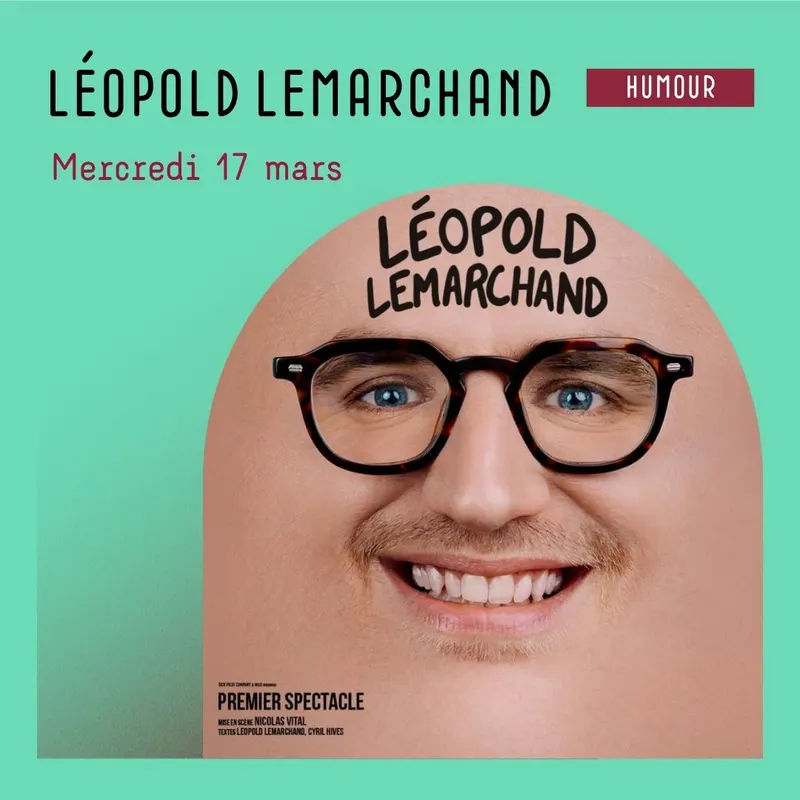 LÉOPOLD LEMARCHAND
HUMOUR
Mercredi 17 mars
LÉOPOLD
LEMARCHAND
PREMIER SPECTACLE
MISE EN SCÈNE NICOLAS VITAL
TEXTES LÉOPOLD LEMARCHAND, CYRIL HIVES